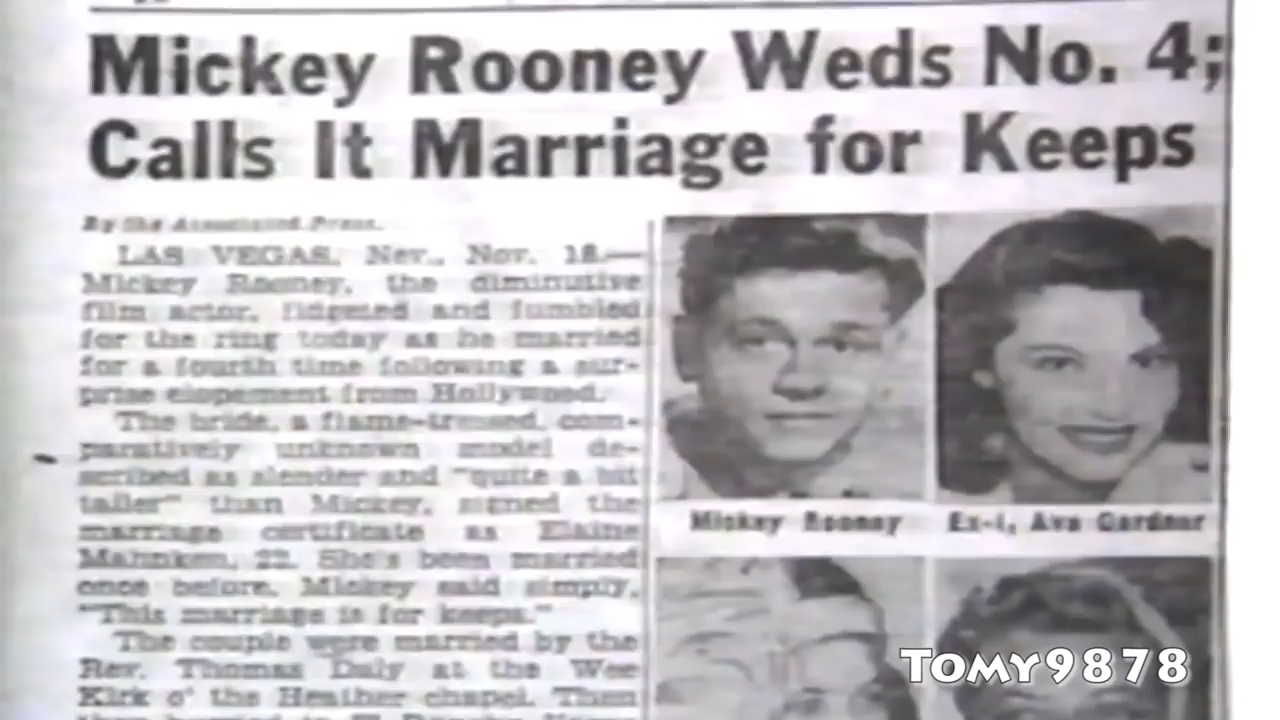 Mickey Rooney Weds No. 4;
Calls It Marriage for Keeps
By the Associated Press.
LAS VEGAS, Nev., Nov. 18.—
Mickey Rooney, the diminutive
film actor, fidgeted and fumbled
for the ring today as he married
for a fourth time following a sur-
prise elopement from Hollywood.
The bride, a flame-tressed, com-
paratively unknown model de-
scribed as slender and "quite a bit
taller" than Mickey, signed the
marriage certificate as Elaine
Mahnken, 22. She's been married
once before. Mickey said simply,
"This marriage is for keeps."
The couple were married by the
Rev. Thomas Daly at the Wee
Kirk o' the Heather chapel. Then
Mickey Rooney
Ex-1, Ava Gardner
TOMY9878